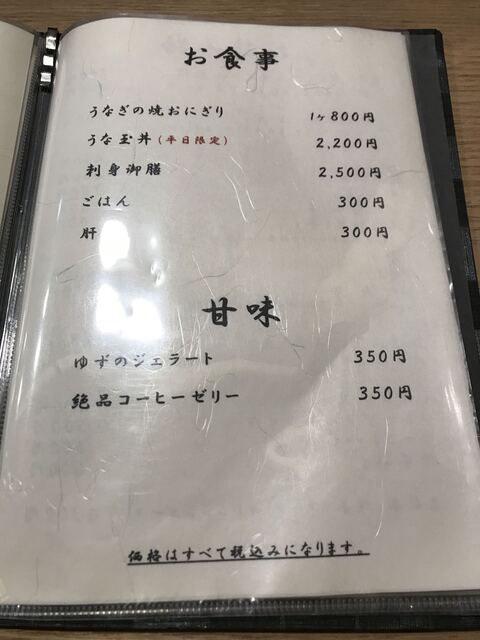 お食事
うなぎの焼おにぎり 1ヶ800円
うな玉丼(平日限定) 2,200円
刺身御膳 2,500円
ごはん 300円
肝 300円
甘味
ゆずのジェラート 350円
絶品コーヒーゼリー 350円
価格はすべて税込みになります。